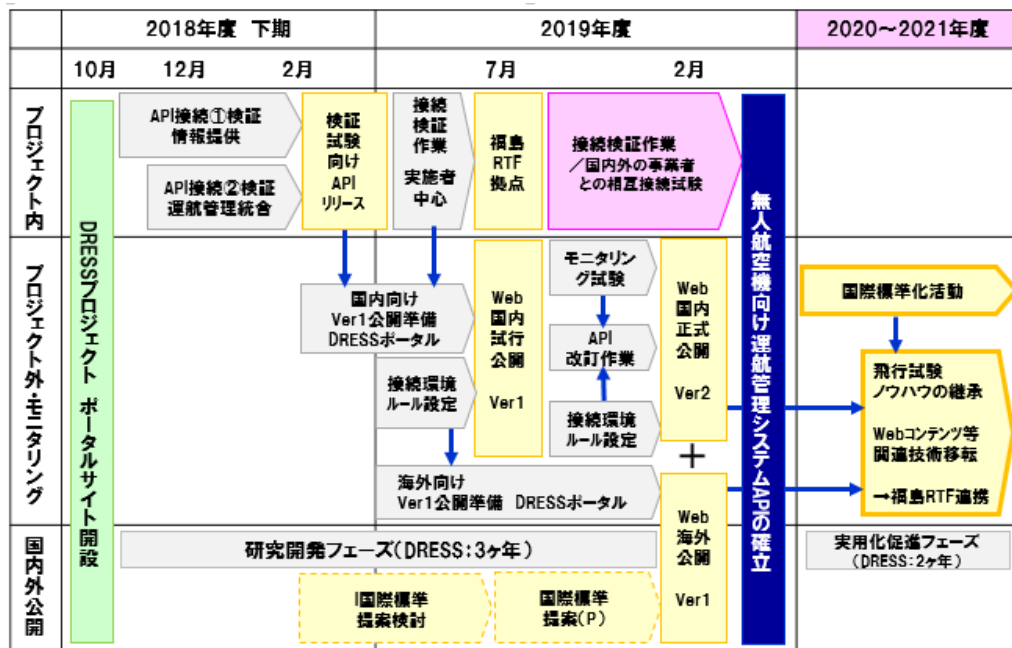 2018年度 下期
2019年度
2020～2021年度
10月
12月
2月
7月
2月
プロジェクト内
API接続①検証
情報提供
API接続②検証
運航管理統合
検証
試験
向け
API
リリース
接続
検証
作業
実施者
中心
福島
RTF
拠点
接続検証作業
／国内外の事業者
との相互接続試験
DRESSプロジェクト ポータルサイト開設
無人航空機向け運航管理システムAPIの確立
プロジェクト外・モニタリング
国内向け
Ver1公開準備
DRESSポータル
接続環境
ルール設定
Web
国内
試行
公開
Ver1
モニタリン
グ試験
API
改訂作業
接続環境
ルール設定
Web
国内
正式
公開
Ver2
+
海外向け
Ver1公開準備 DRESSポータル
国際標準化活動
飛行試験
ノウハウの継承
Webコンテンツ等
関連技術移転
→福島RTF連携
国内外公開
研究開発フェーズ(DRESS：3ヶ年)
I国際標準
提案検討
国際標準
提案(P)
Web
海外
公開
Ver1
実用化促進フェーズ
(DRESS：2ヶ年)